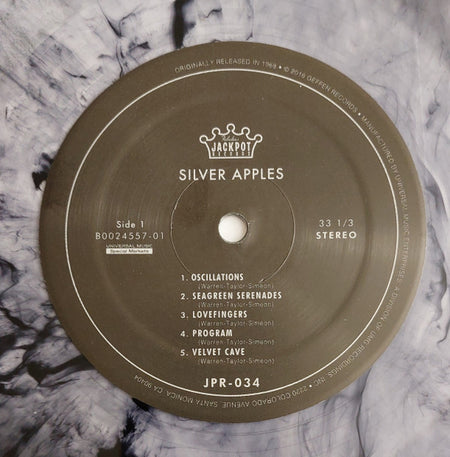 ORIGINALLY RELEASED IN 1968 • © 2016 GEFFEN RECORDS • MANUFACTURED BY UNIVERSAL MUSIC ENTERPRISES, A DIVISION OF UMG RECORDINGS, INC., 2220 COLORADO AVENUE, SANTA MONICA, CA 90404
JACKPOT
RECORDS
SILVER APPLES
Side 1
B0024557-01
UNIVERSAL MUSIC
Special Markets
33 1/3
STEREO
1. OSCILLATIONS
(Warren-Taylor-Simeon)
2. SEAGREEN SERENADES
(Warren-Taylor-Simeon)
3. LOVEFINGERS
(Warren-Taylor-Simeon)
4. PROGRAM
(Warren-Taylor-Simeon)
5. VELVET CAVE
(Warren-Taylor-Simeon)
JPR-034